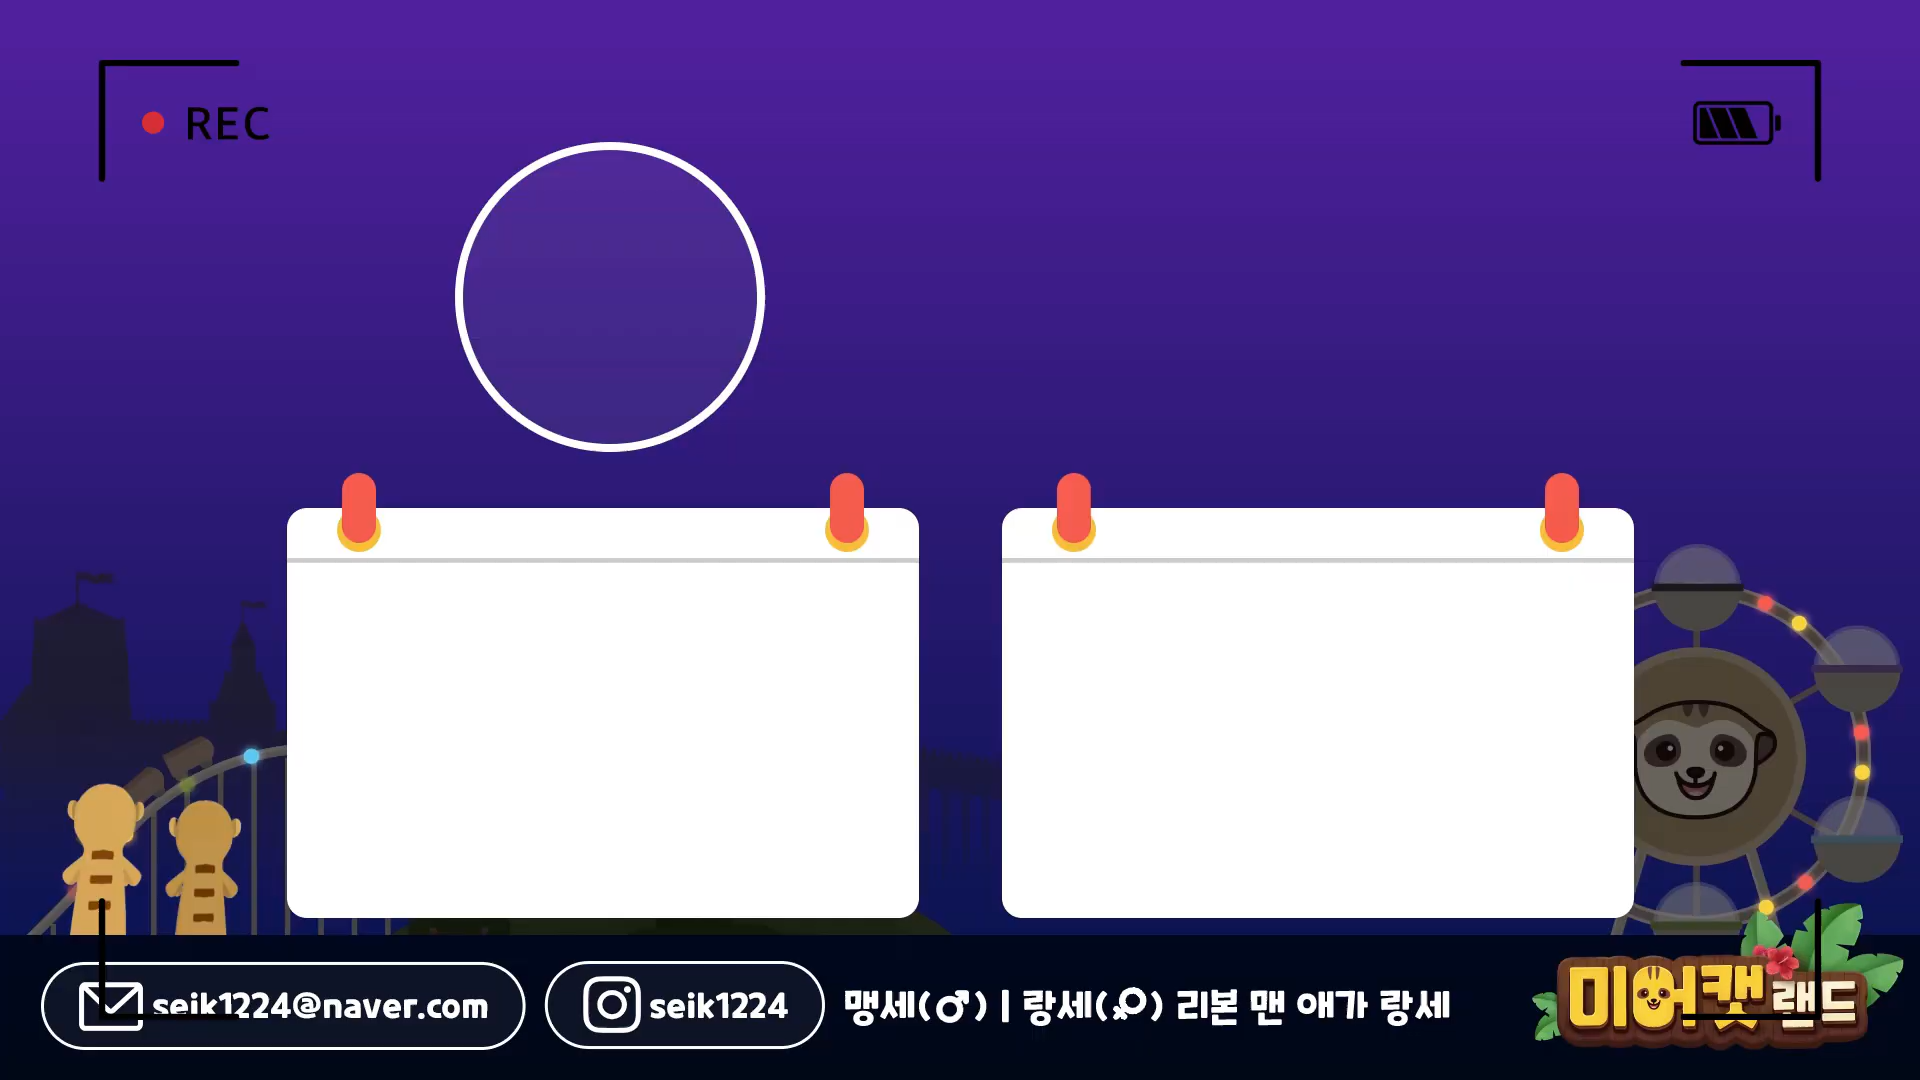 REC
seik1224@naver.com
seik1224
맹세(♂) | 랑세(♀) 리본 맨 애가 랑세
미어캣랜드